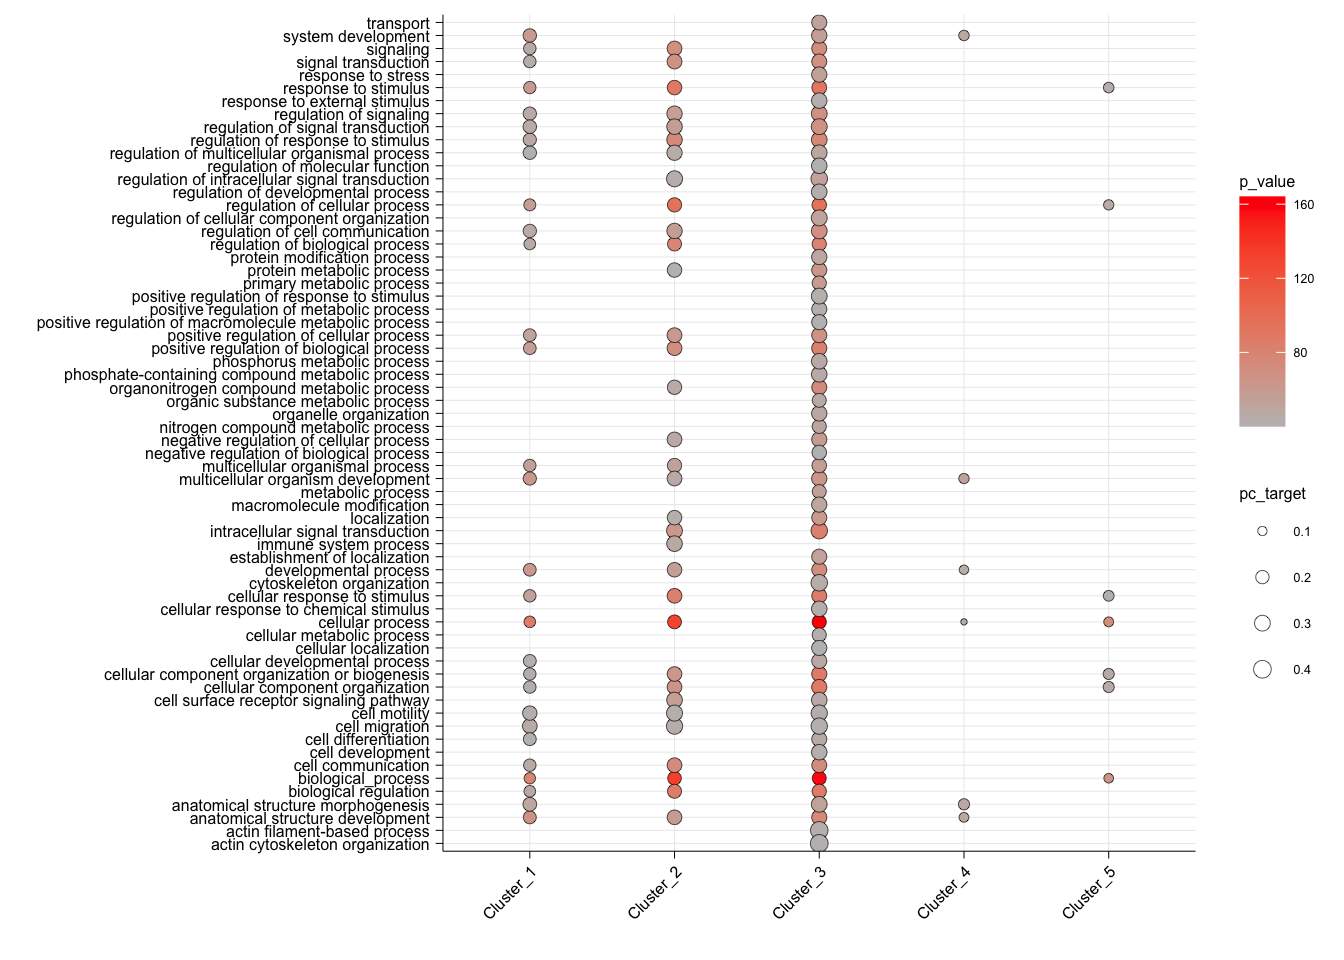 transport
system development
signaling
signal transduction
response to stress
response to stimulus
response to external stimulus
regulation of signaling
regulation of signal transduction
regulation of response to stimulus
regulation of multicellular organismal process
regulation of molecular function
regulation of intracellular signal transduction
regulation of developmental process
regulation of cellular process
regulation of cellular component organization
regulation of cell communication
regulation of biological process
protein modification process
protein metabolic process
primary metabolic process
positive regulation of response to stimulus
positive regulation of metabolic process
positive regulation of macromolecule metabolic process
positive regulation of cellular process
positive regulation of biological process
phosphorus metabolic process
phosphate-containing compound metabolic process
organonitrogen compound metabolic process
organic substance metabolic process
organelle organization
nitrogen compound metabolic process
negative regulation of cellular process
negative regulation of biological process
multicellular organismal process
multicellular organism development
metabolic process
macromolecule modification
localization
intracellular signal transduction
immune system process
establishment of localization
developmental process
cytoskeleton organization
cellular response to stimulus
cellular response to chemical stimulus
cellular process
cellular metabolic process
cellular localization
cellular developmental process
cellular component organization or biogenesis
cellular component organization
cell surface receptor signaling pathway
cell motility
cell migration
cell differentiation
cell development
cell communication
biological_process
biological regulation
anatomical structure morphogenesis
anatomical structure development
actin filament-based process
actin cytoskeleton organization
Cluster_1
Cluster_2
Cluster_3
Cluster_4
Cluster_5
p_value
160
120
80
pc_target
0.1
0.2
0.3
0.4